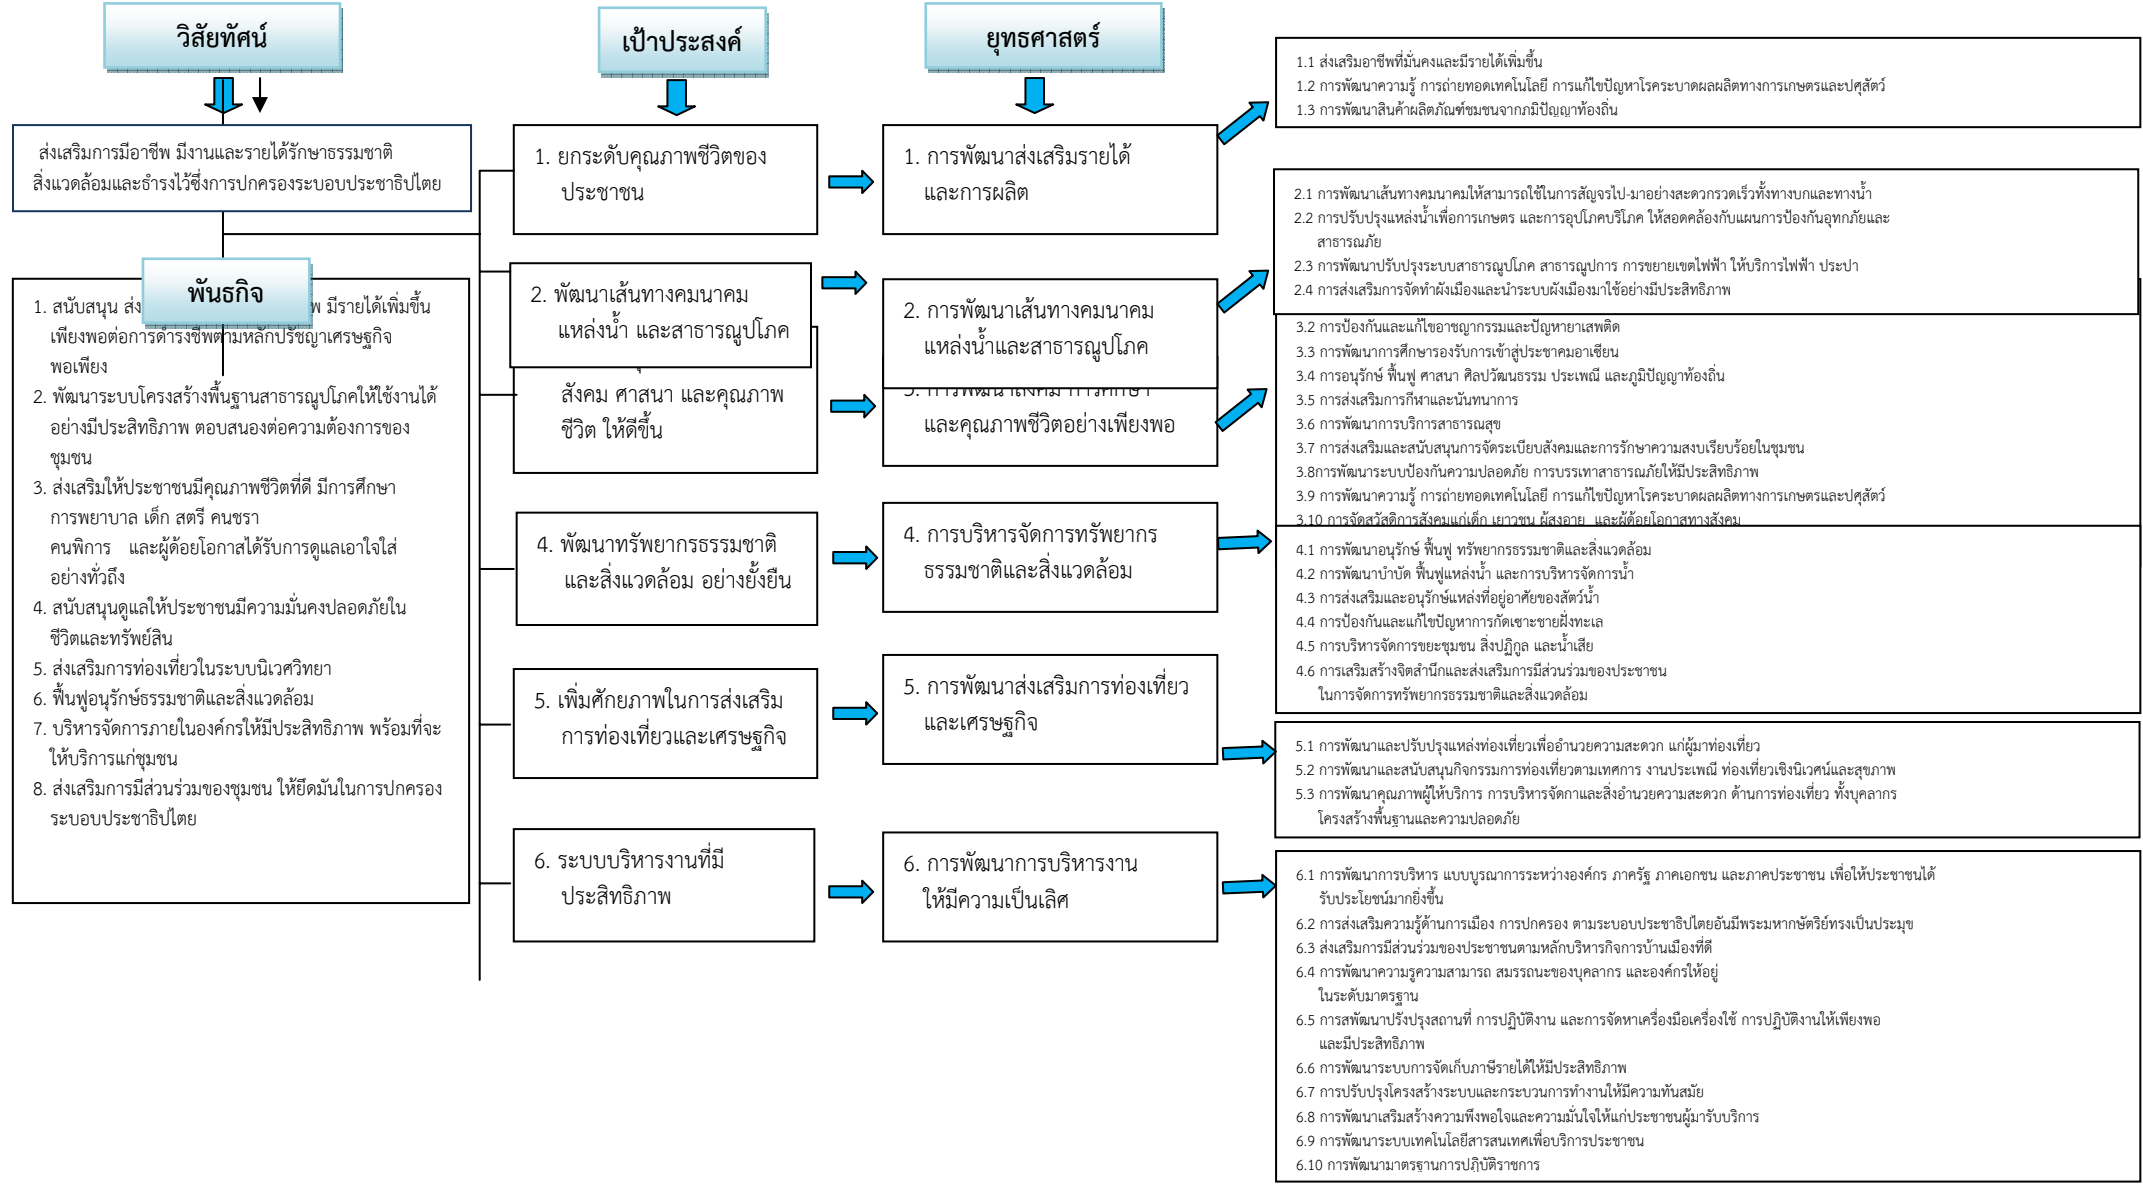 วิสัยทัศน์
ส่งเสริมการมีอาชีพ มีงานและรายได้รักษาธรรมชาติ
สิ่งแวดล้อมและธำรงไว้ซึ่งการปกครองระบอบประชาธิปไตย
พันธกิจ
1. สนับสนุน ส่ง มีรายได้เพิ่มขึ้น
เพียงพอต่อการดำรงชีพตามหลักปรัชญาเศรษฐกิจ
พอเพียง
2. พัฒนาระบบโครงสร้างพื้นฐานสาธารณูปโภคให้ใช้งานได้
อย่างมีประสิทธิภาพ ตอบสนองต่อความต้องการของ
ชุมชน
3. ส่งเสริมให้ประชาชนมีคุณภาพชีวิตที่ดี มีการศึกษา
การพยาบาล เด็ก สตรี คนชรา
คนพิการ และผู้ด้อยโอกาสได้รับการดูแลเอาใจใส่
อย่างทั่วถึง
4. สนับสนุนดูแลให้ประชาชนมีความมั่นคงปลอดภัยใน
ชีวิตและทรัพย์สิน
5. ส่งเสริมการท่องเที่ยวในระบบนิเวศวิทยา
6. ฟื้นฟูอนุรักษ์ธรรมชาติและสิ่งแวดล้อม
7. บริหารจัดการภายในองค์กรให้มีประสิทธิภาพ พร้อมที่จะ
ให้บริการแก่ชุมชน
8. ส่งเสริมการมีส่วนร่วมของชุมชน ให้ยึดมันในการปกครอง
ระบอบประชาธิปไตย
เป้าประสงค์
1. ยกระดับคุณภาพชีวิตของ
ประชาชน
2. พัฒนาเส้นทางคมนาคม
แหล่งน้ำ และสาธารณูปโภค
สังคม ศาสนา และคุณภาพ
ชีวิต ให้ดีขึ้น
4. พัฒนาทรัพยากรธรรมชาติ
และสิ่งแวดล้อม อย่างยั้งยืน
5. เพิ่มศักยภาพในการส่งเสริม
การท่องเที่ยวและเศรษฐกิจ
6. ระบบบริหารงานที่มี
ประสิทธิภาพ
ยุทธศาสตร์
1. การพัฒนาส่งเสริมรายได้
และการผลิต
2. การพัฒนาเส้นทางคมนาคม
แหล่งน้ำและสาธารณูปโภค
3. การพัฒนาสังคม การศึกษา
และคุณภาพชีวิตอย่างเพียงพอ
4. การบริหารจัดการทรัพยากร
ธรรมชาติและสิ่งแวดล้อม
5. การพัฒนาส่งเสริมการท่องเที่ยว
และเศรษฐกิจ
6. การพัฒนาการบริหารงาน
ให้มีความเป็นเลิศ
1.1 ส่งเสริมอาชีพที่มั่นคงและมีรายได้เพิ่มขึ้น
1.2 การพัฒนาความรู้ การถ่ายทอดเทคโนโลยี การแก้ไขปัญหาโรคระบาดผลผลิตทางการเกษตรและปศุสัตว์
1.3 การพัฒนาสินค้าผลิตภัณฑ์ชมชนจากภมิปัญญาท้องถิ่น
2.1 การพัฒนาเส้นทางคมนาคมให้สามารถใช้ในการสัญจรไป-มาอย่างสะดวกรวดเร็วทั้งทางบกและทางน้ำ
2.2 การปรับปรุงแหล่งน้ำเพื่อการเกษตร และการอุปโภคบริโภค ให้สอดคล้องกับแผนการป้องกันอุทกภัยและ
สาธารณภัย
2.3 การพัฒนาปรับปรุงระบบสาธารณูปโภค สาธารณูปการ การขยายเขตไฟฟ้า ให้บริการไฟฟ้า ประปา
2.4 การส่งเสริมการจัดทำผังเมืองและนำระบบผังเมืองมาใช้อย่างมีประสิทธิภาพ
3.2 การป้องกันและแก้ไขอาชญากรรมและปัญหายาเสพติด
3.3 การพัฒนาการศึกษารองรับการเข้าสู่ประชาคมอาเซียน
3.4 การอนุรักษ์ ฟื้นฟู ศาสนา ศิลปวัฒนธรรม ประเพณี และภูมิปัญญาท้องถิ่น
3.5 การส่งเสริมการกีฬาและนันทนาการ
3.6 การพัฒนาการบริการสาธารณสุข
3.7 การส่งเสริมและสนับสนุนการจัดระเบียบสังคมและการรักษาความสงบเรียบร้อยในชุมชน
3.8การพัฒนาระบบป้องกันความปลอดภัย การบรรเทาสาธารณภัยให้มีประสิทธิภาพ
3.9 การพัฒนาความรู้ การถ่ายทอดเทคโนโลยี การแก้ไขปัญหาโรคระบาดผลผลิตทางการเกษตรและปศุสัตว์
3.10 การจัดสวัสดิการสังคมแก่เด็ก เยาวชน ผู้สูงอายุ และผู้ด้อยโอกาสทางสังคม
4.1 การพัฒนาอนุรักษ์ ฟื้นฟู ทรัพยากรธรรมชาติและสิ่งแวดล้อม
4.2 การพัฒนาบำบัด ฟื้นฟูแหล่งน้ำ และการบริหารจัดการน้ำ
4.3 การส่งเสริมและอนุรักษ์แหล่งที่อยู่อาศัยของสัตว์น้ำ
4.4 การป้องกันและแก้ไขปัญหาการกัดเซาะชายฝั่งทะเล
4.5 การบริหารจัดการขยะชุมชน สิ่งปฏิกูล และน้ำเสีย
4.6 การเสริมสร้างจิตสำนึกและส่งเสริมการมีส่วนร่วมของประชาชน
ในการจัดการทรัพยากรธรรมชาติและสิ่งแวดล้อม
5.1 การพัฒนาและปรับปรุงแหล่งท่องเที่ยวเพื่ออำนวยความสะดวก แก่ผู้มาท่องเที่ยว
5.2 การพัฒนาและสนับสนุนกิจกรรมการท่องเที่ยวตามเทศการ งานประเพณี ท่องเที่ยวเชิงนิเวศน์และสุขภาพ
5.3 การพัฒนาคุณภาพผู้ให้บริการ การบริหารจัดกาและสิ่งอำนวยความสะดวก ด้านการท่องเที่ยว ทั้งบุคลากร
โครงสร้างพื้นฐานและความปลอดภัย
6.1 การพัฒนาการบริหาร แบบบูรณาการระหว่างองค์กร ภาครัฐ ภาคเอกชน และภาคประชาชน เพื่อให้ประชาชนได้
รับประโยชน์มากยิ่งขึ้น
6.2 การส่งเสริมความรู้ด้านการเมือง การปกครอง ตามระบอบประชาธิปไตยอันมีพระมหากษัตริย์ทรงเป็นประมุข
6.3 ส่งเสริมการมีส่วนร่วมของประชาชนตามหลักบริหารกิจการบ้านเมืองที่ดี
6.4 การพัฒนาความรูความสามารถ สมรรถนะของบุคลากร และองค์กรให้อยู่
ในระดับมาตรฐาน
6.5 การสพัฒนาปรังปรุงสถานที่ การปฏิบัติงาน และการจัดหาเครื่องมือเครื่องใช้ การปฏิบัติงานให้เพียงพอ
และมีประสิทธิภาพ
6.6 การพัฒนาระบบการจัดเก็บภาษีรายได้ให้มีประสิทธิภาพ
6.7 การปรับปรุงโครงสร้างระบบและกระบวนการทำงานให้มีความทันสมัย
6.8 การพัฒนาเสริมสร้างความพึงพอใจและความมั่นใจให้แก่ประชาชนผู้มารับบริการ
6.9 การพัฒนาระบบเทคโนโลยีสารสนเทศเพื่อบริการประชาชน
6.10 การพัฒนามาตรฐานการปฏิบัติราชการ